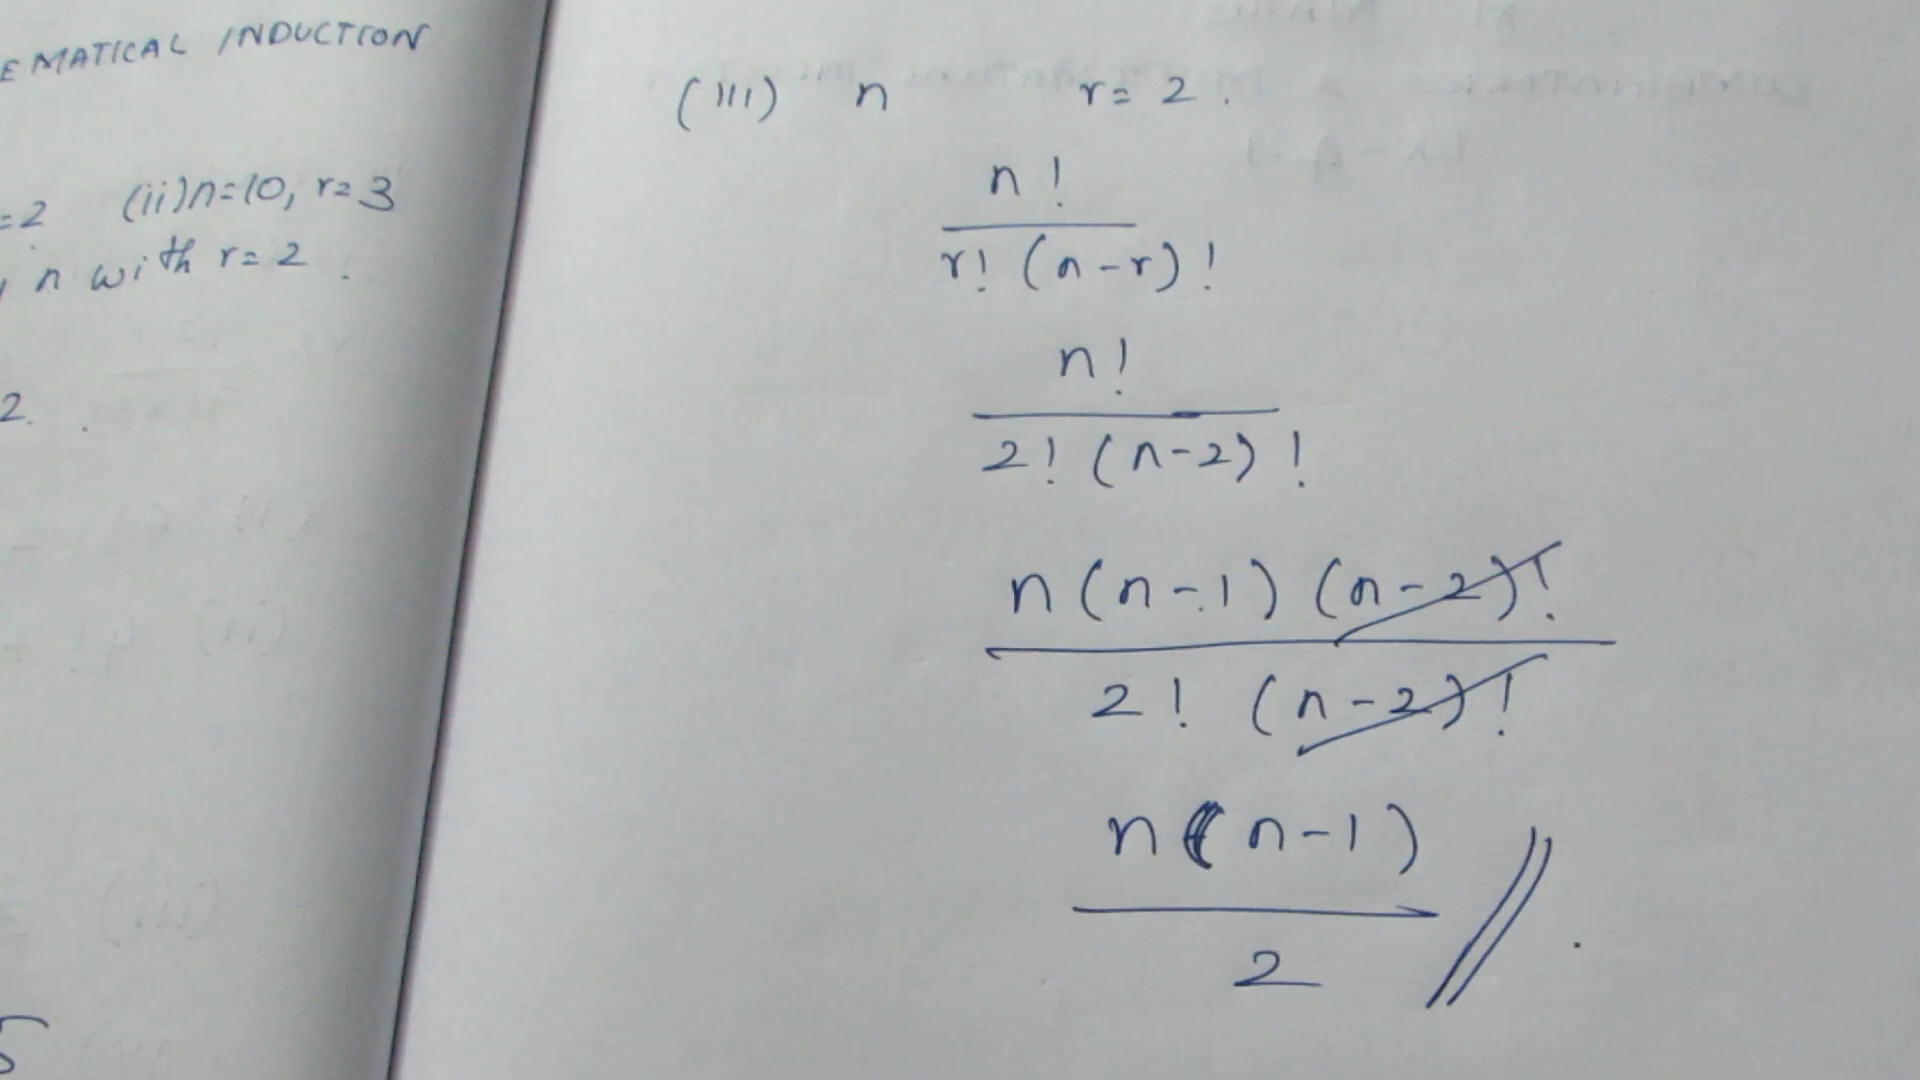 EMATICAL INDUCTION
=2 (ii) n=10, r=3
n with r=2.
2.
5
(iii) n r=2.
n!
r! (n-r)!
n!
2! (n-2)!
n(n-1) (n-2)!
2! (n-2)!
n(n-1)
2